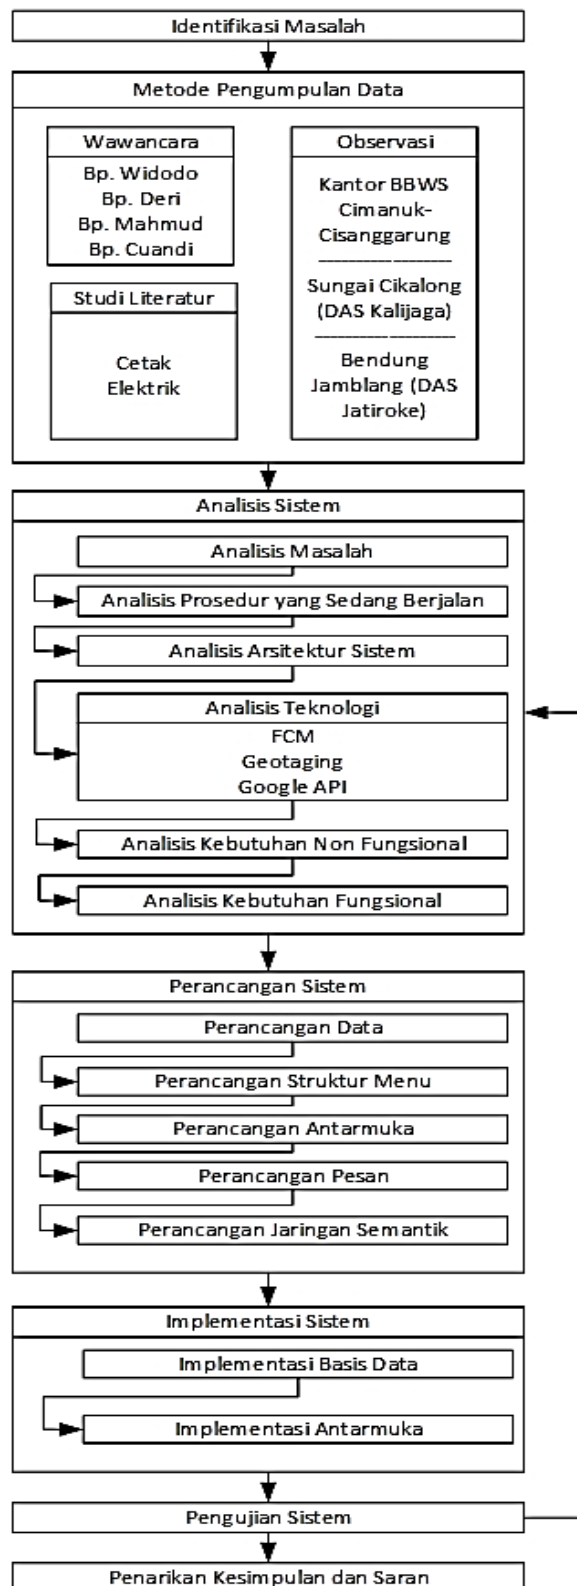 Identifikasi Masalah
Metode Pengumpulan Data
Wawancara
Bp. Widodo
Bp. Deri
Bp. Mahmud
Bp. Cuandi
Studi Literatur
Cetak
Elektrik
Observasi
Kantor BBWS
Cimanuk-
Cisanggarung
--------------------
Sungai Cikalong
(DAS Kalijaga)
--------------------
Bendung
Jamblang (DAS
Jatiroke)
Analisis Sistem
Analisis Masalah
Analisis Prosedur yang Sedang Berjalan
Analisis Arsitektur Sistem
Analisis Teknologi
FCM
Geotaging
Google API
Analisis Kebutuhan Non Fungsional
Analisis Kebutuhan Fungsional
Perancangan Sistem
Perancangan Data
Perancangan Struktur Menu
Perancangan Antarmuka
Perancangan Pesan
Perancangan Jaringan Semantik
Implementasi Sistem
Implementasi Basis Data
Implementasi Antarmuka
Pengujian Sistem
Penarikan Kesimpulan dan Saran